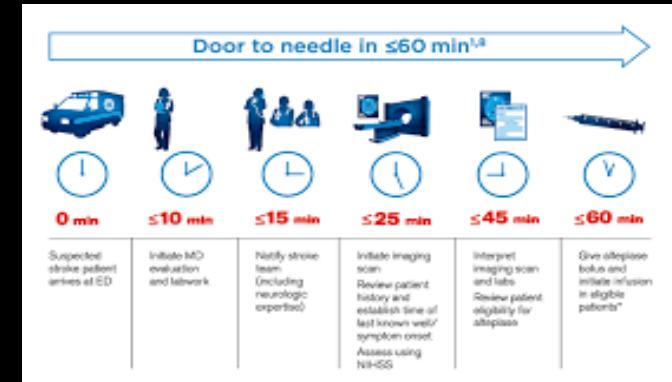 Door to needle in ≤60 min¹,⁸
0 min
≤10 min
≤15 min
≤25 min
≤45 min
≤60 min
Suspected
stroke patient
arrives at ED
Initiate MD
evaluation
and labwork
Notify stroke
team
(including
neurologic
expertise)
Initiate imaging
scan
Review patient
history and
establish time of
last known well/
symptom onset
Assess using
NIHSS
Interpret
imaging scan
and labs
Review patient
eligibility for
alteplase
Give alteplase
bolus and
initiate infusion
in eligible
patients*